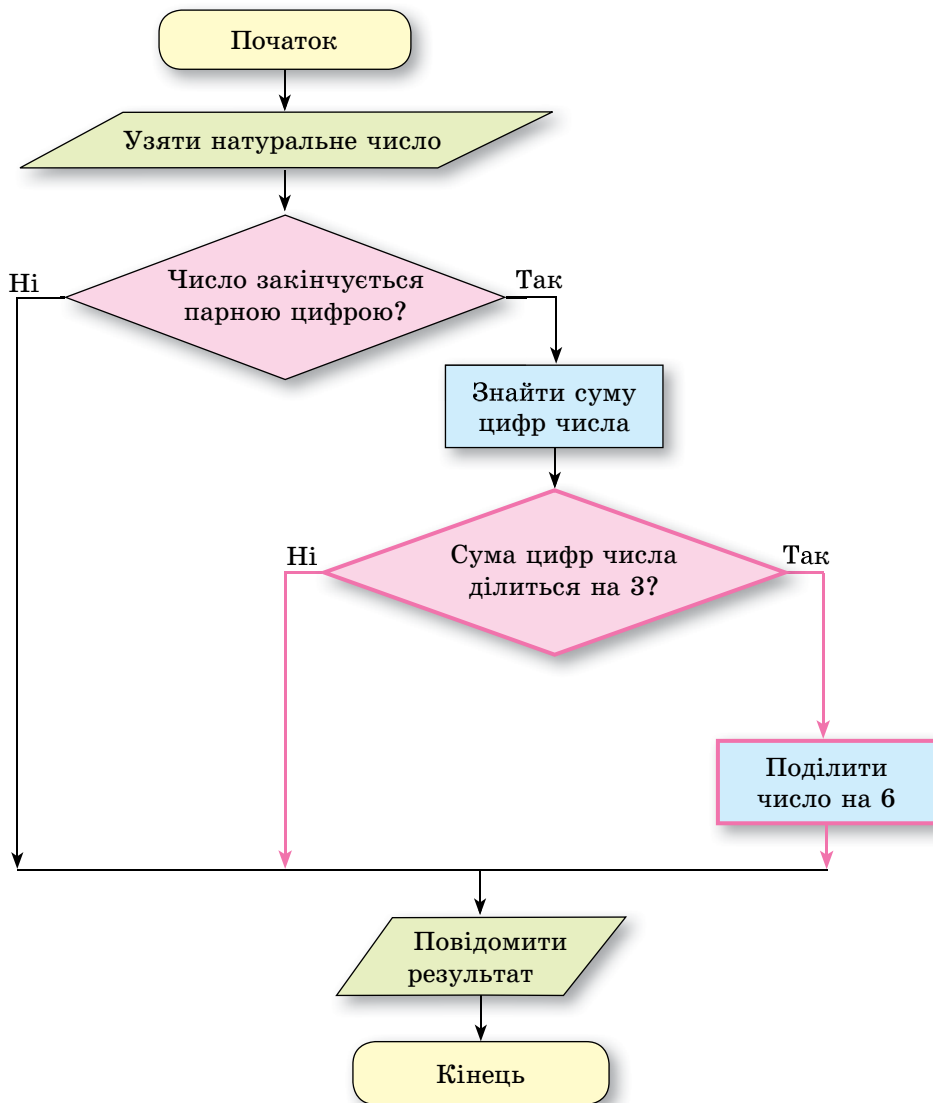 Початок
Узяти натуральне число
Ні
Число закінчується
парною цифрою?
Так
Знайти суму
цифр числа
Ні
Сума цифр числа
ділиться на 3?
Так
Поділити
число на 6
Повідомити
результат
Кінець